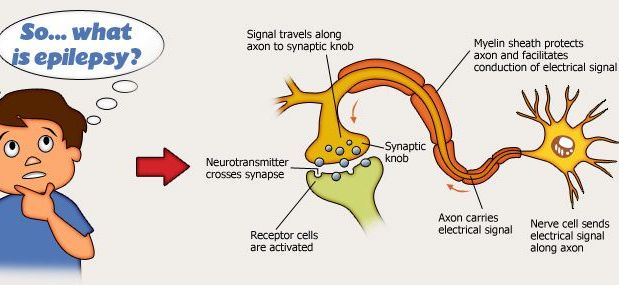 So... what
is epilepsy?
Signal travels along
axon to synaptic knob
Myelin sheath protects
axon and facilitates
conduction of electrical signal
Synaptic
knob
Neurotransmitter
crosses synapse
Receptor cells
are activated
Axon carries
electrical signal
Nerve cell sends
electrical signal
along axon